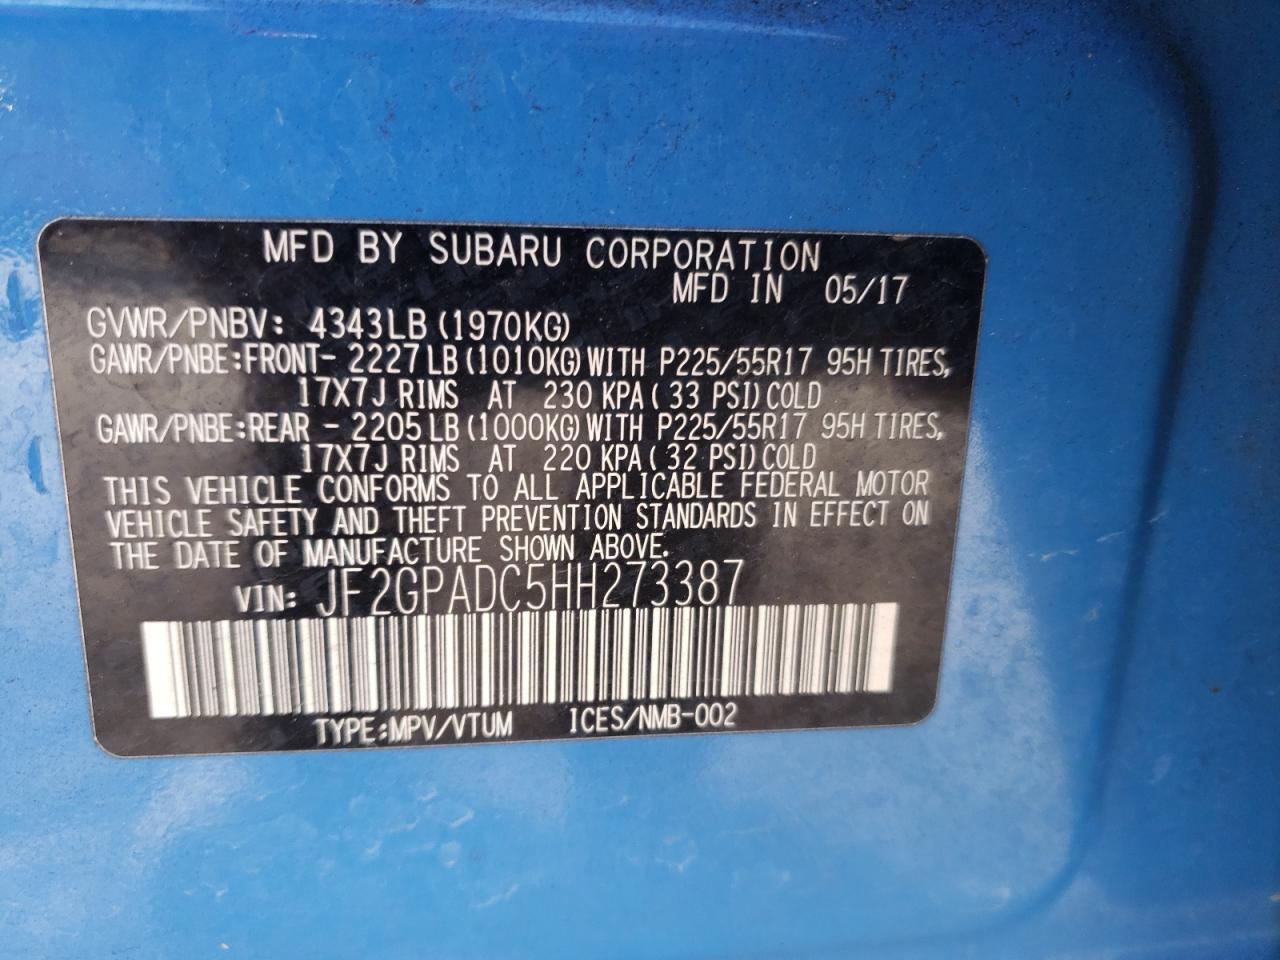 MFD BY SUBARU CORPORATION
MFD IN 05/17
GVWR/PNBV: 4343LB (1970KG)
GAWR/PNBE:FRONT- 2227LB (1010KG) WITH P225/55R17 95H TIRES,
17X7J RIMS AT 230 KPA ( 33 PSI) COLD
GAWR/PNBE:REAR - 2205LB (1000KG) WITH P225/55R17 95H TIRES,
17X7J RIMS AT 220 KPA ( 32 PSI) COLD
THIS VEHICLE CONFORMS TO ALL APPLICABLE FEDERAL MOTOR
VEHICLE SAFETY AND THEFT PREVENTION STANDARDS IN EFFECT ON
THE DATE OF MANUFACTURE SHOWN ABOVE.
VIN: JF2GPADC5HH273387
TYPE:MPV/VTUM ICES/NMB-002